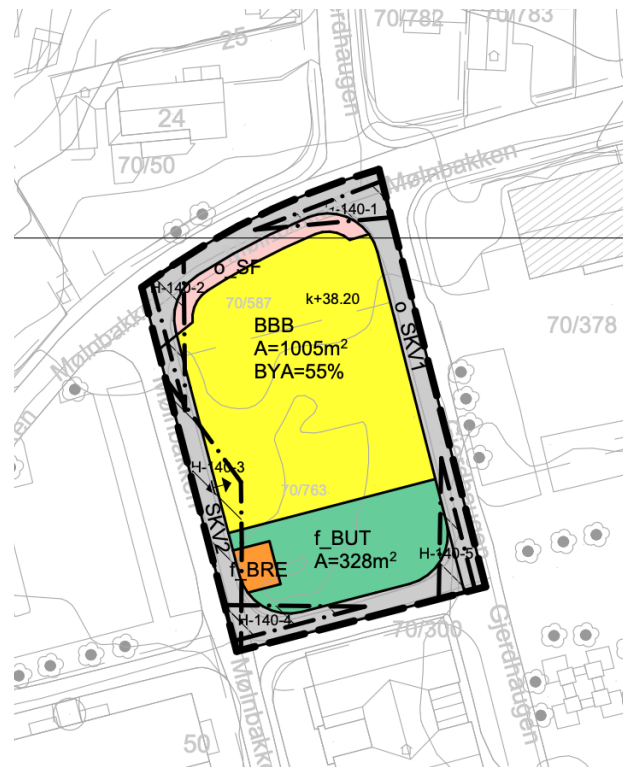 70/782
70/783
25
Gjerdhaugen
24
70/50
Mølnbakken
H-140-1
o_SF
H-140-2
70/587
k+38.20
o_SKV1
70/378
BBB
A=1005m²
BYA=55%
Mølnbakken
Mølnbakken
H-140-3
70/763
SKV2
f_BUT
A=328m²
H-140-5
f_BRE
H-140-4
70/300
Gjerdhaugen
Mølnbakken
50